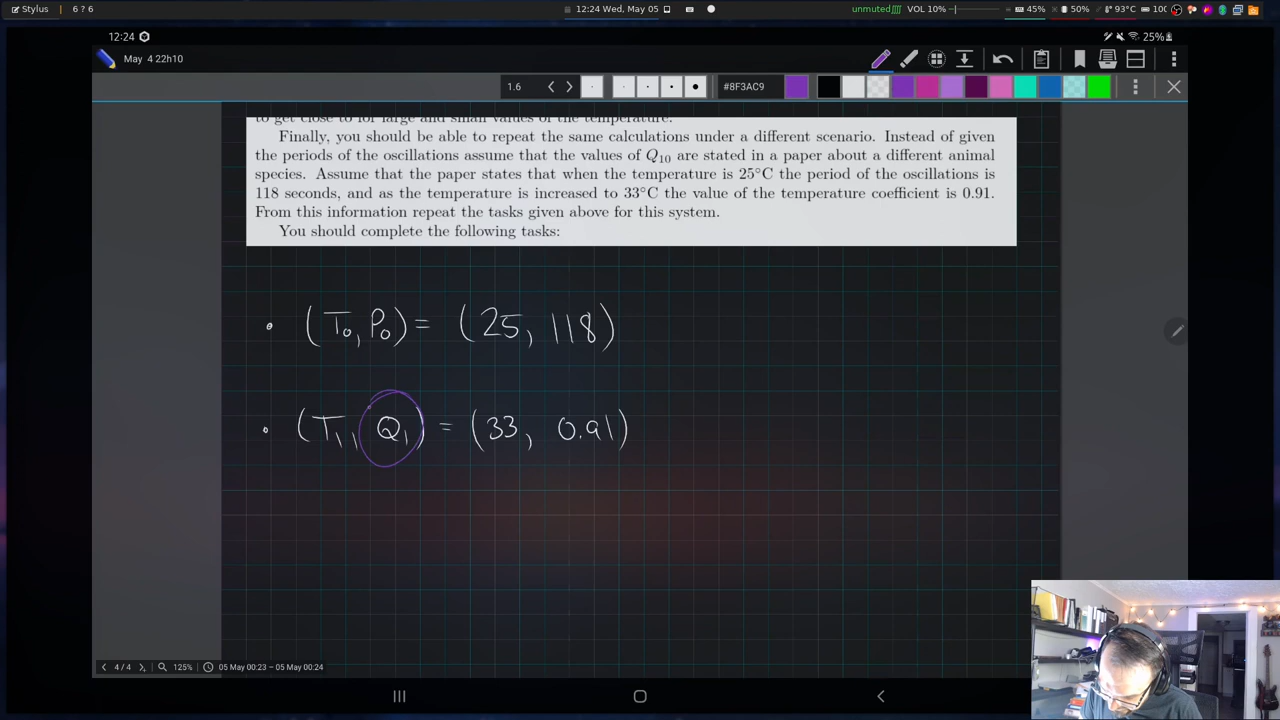 Stylus 6 ? 6 12:24 Wed, May 05 unmuted VOL 10% 45% 50% 93°C 100
12:24 25%
May 4 22h10
1.6 #8F3AC9
to get close to for large and small values of the temperature.
Finally, you should be able to repeat the same calculations under a different scenario. Instead of given
the periods of the oscillations assume that the values of Q10 are stated in a paper about a different animal
species. Assume that the paper states that when the temperature is 25°C the period of the oscillations is
118 seconds, and as the temperature is increased to 33°C the value of the temperature coefficient is 0.91.
From this information repeat the tasks given above for this system.
You should complete the following tasks:
• (T0, P0) = (25, 118)
• (T1, Q1) = (33, 0.91)
4 / 4 125% 05 May 00:23 – 05 May 00:24